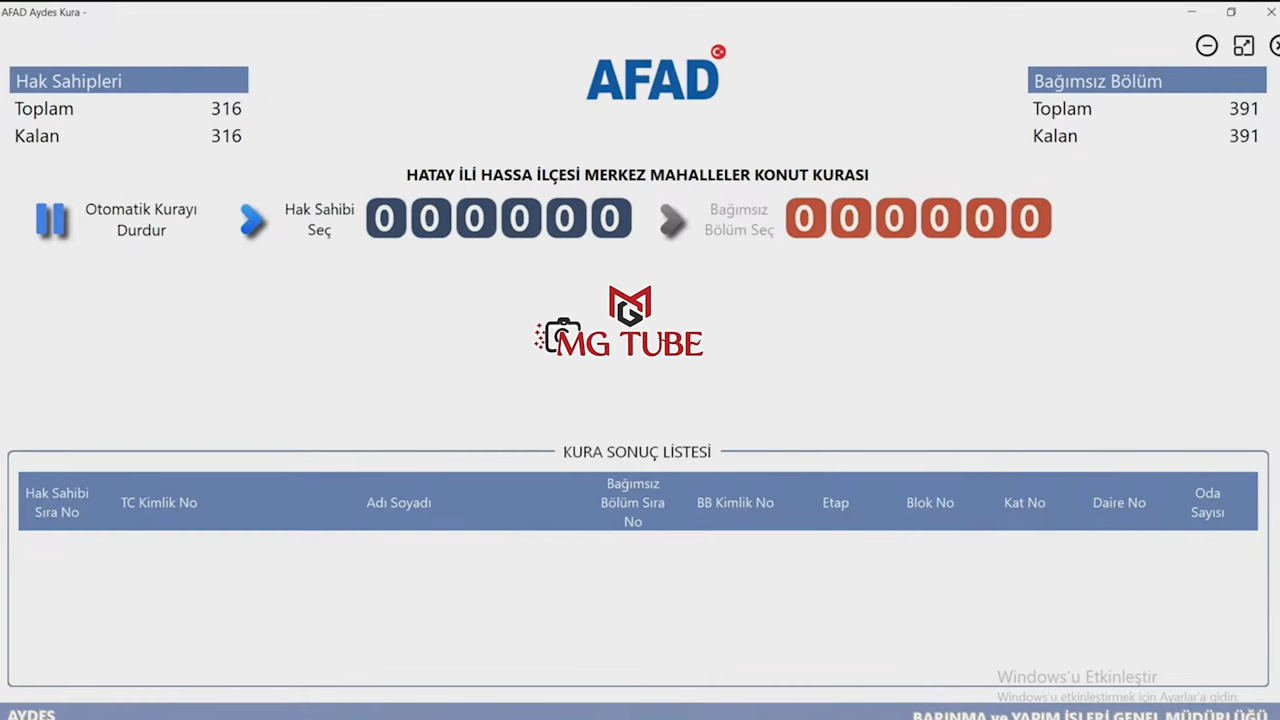 AFAD Aydes Kura -
AFAD
Hak Sahipleri
Toplam 316
Kalan 316
Bağımsız Bölüm
Toplam 391
Kalan 391
HATAY İLİ HASSA İLÇESİ MERKEZ MAHALLELER KONUT KURASI
Otomatik Kurayı
Durdur
Hak Sahibi
Seç
000000
Bağımsız
Bölüm Seç
000000
MG TUBE
KURA SONUÇ LİSTESİ
Hak Sahibi
Sıra No
TC Kimlik No
Adı Soyadı
Bağımsız
Bölüm Sıra
No
BB Kimlik No
Etap
Blok No
Kat No
Daire No
Oda
Sayısı
Windows'u Etkinleştir
Windows'u etkinleştirmek için Ayarlar'a gidin.
AYDES
BARINMA ve YAPIM İŞLERİ GENEL MÜDÜRLÜĞÜ